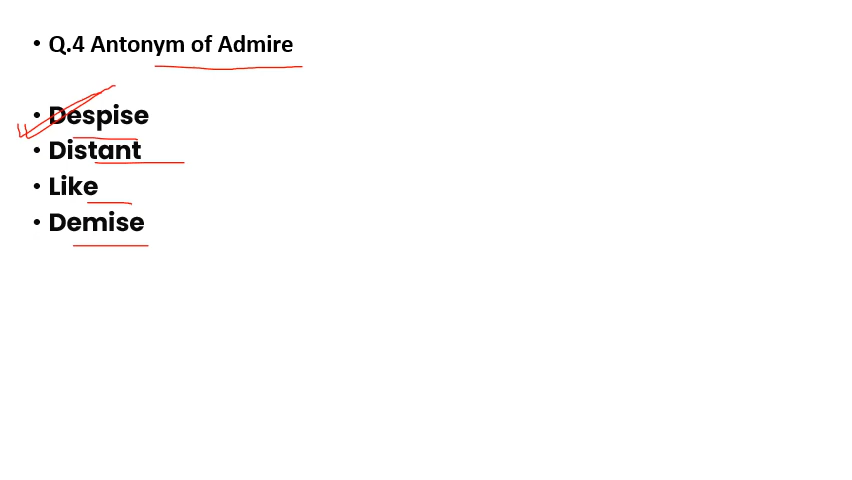 • Q.4 Antonym of Admire
• Despise
• Distant
• Like
• Demise